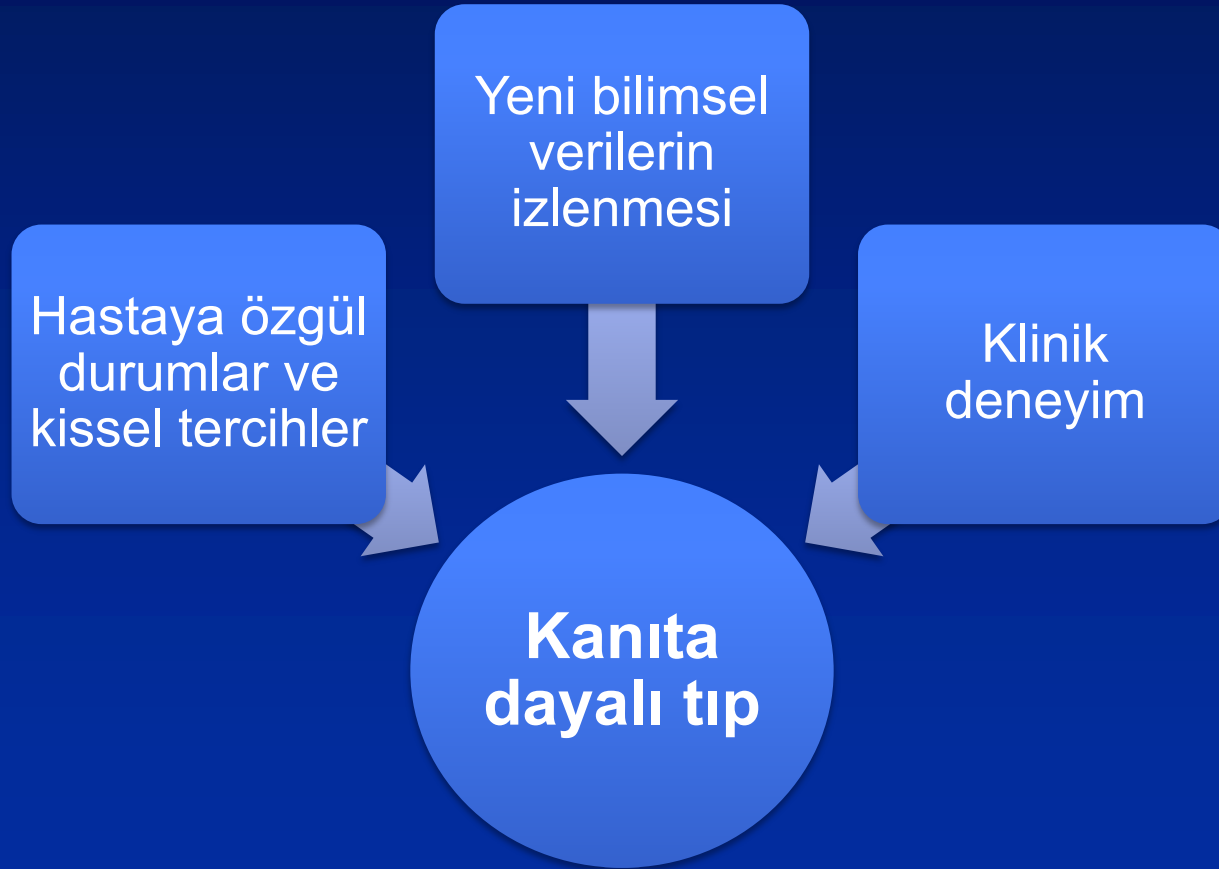 Yeni bilimsel
verilerin
izlenmesi
Hastaya özgül
durumlar ve
kissel tercihler
Klinik
deneyim
Kanıta
dayalı tıp